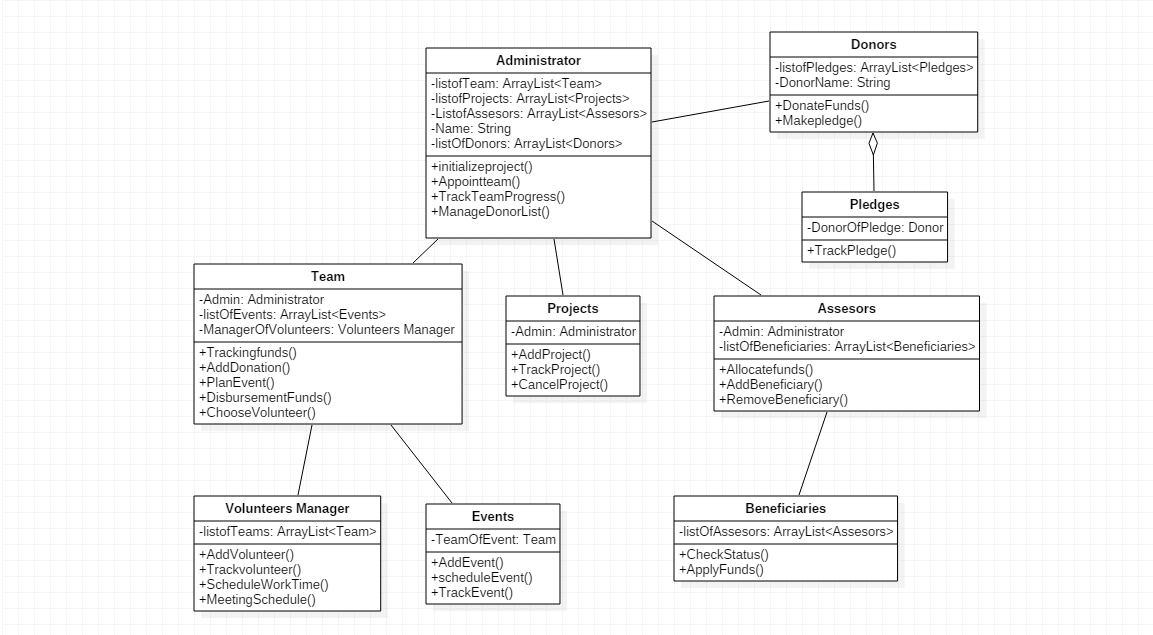 Administrator
-listofTeam: ArrayList<Team>
-listofProjects: ArrayList<Projects>
-ListofAssesors: ArrayList<Assesors>
-Name: String
-listOfDonors: ArrayList<Donors>
+initializeproject()
+Appointteam()
+TrackTeamProgress()
+ManageDonorList()
Donors
-listofPledges: ArrayList<Pledges>
-DonorName: String
+DonateFunds()
+Makepledge()
Pledges
-DonorOfPledge: Donor
+TrackPledge()
Team
-Admin: Administrator
-listOfEvents: ArrayList<Events>
-ManagerOfVolunteers: Volunteers Manager
+Trackingfunds()
+AddDonation()
+PlanEvent()
+DisbursementFunds()
+ChooseVolunteer()
Projects
-Admin: Administrator
+AddProject()
+TrackProject()
+CancelProject()
Assesors
-Admin: Administrator
-listOfBeneficiaries: ArrayList<Beneficiaries>
+Allocatefunds()
+AddBeneficiary()
+RemoveBeneficiary()
Volunteers Manager
-listofTeams: ArrayList<Team>
+AddVolunteer()
+Trackvolunteer()
+ScheduleWorkTime()
+MeetingSchedule()
Events
-TeamOfEvent: Team
+AddEvent()
+scheduleEvent()
+TrackEvent()
Beneficiaries
-listOfAssesors: ArrayList<Assesors>
+CheckStatus()
+ApplyFunds()